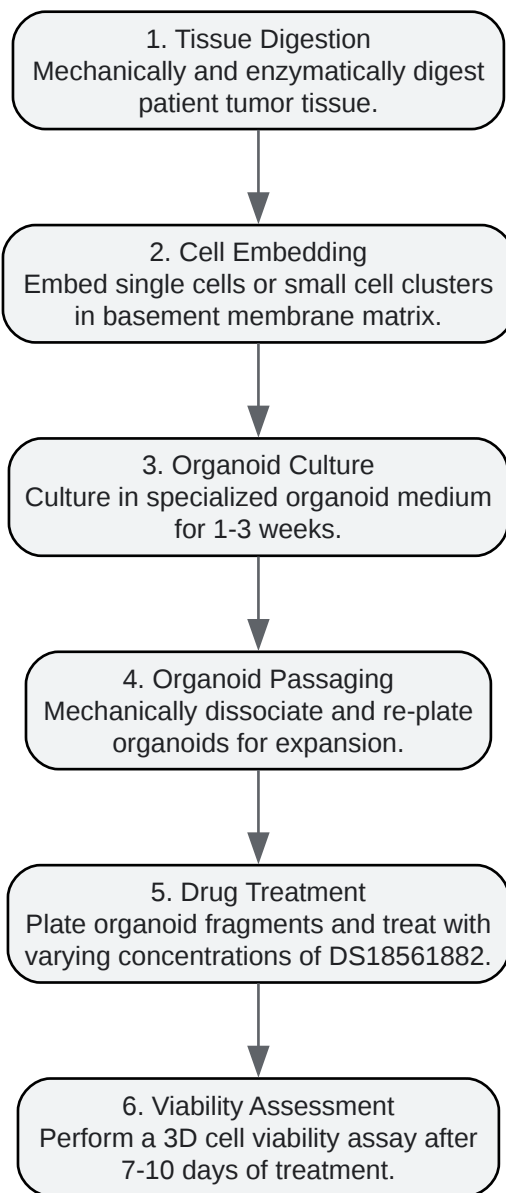 1. Tissue Digestion
Mechanically and enzymatically digest
patient tumor tissue.
2. Cell Embedding
Embed single cells or small cell clusters
in basement membrane matrix.
3. Organoid Culture
Culture in specialized organoid medium
for 1-3 weeks.
4. Organoid Passaging
Mechanically dissociate and re-plate
organoids for expansion.
5. Drug Treatment
Plate organoid fragments and treat with
varying concentrations of DS18561882.
6. Viability Assessment
Perform a 3D cell viability assay after
7-10 days of treatment.